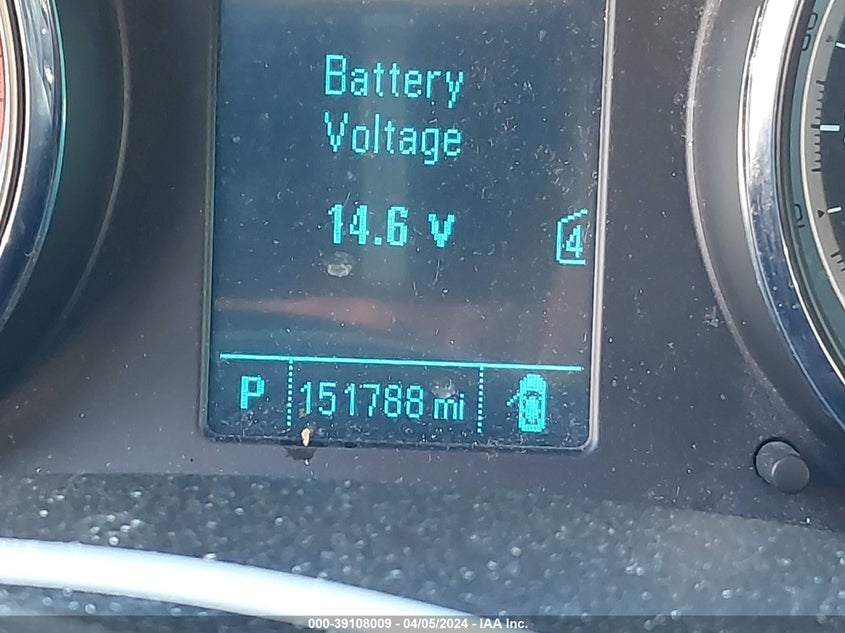 Battery
Voltage
14.6 v
4
P 151788 mi
000-39108009 - 04/05/2024 - IAA Inc.